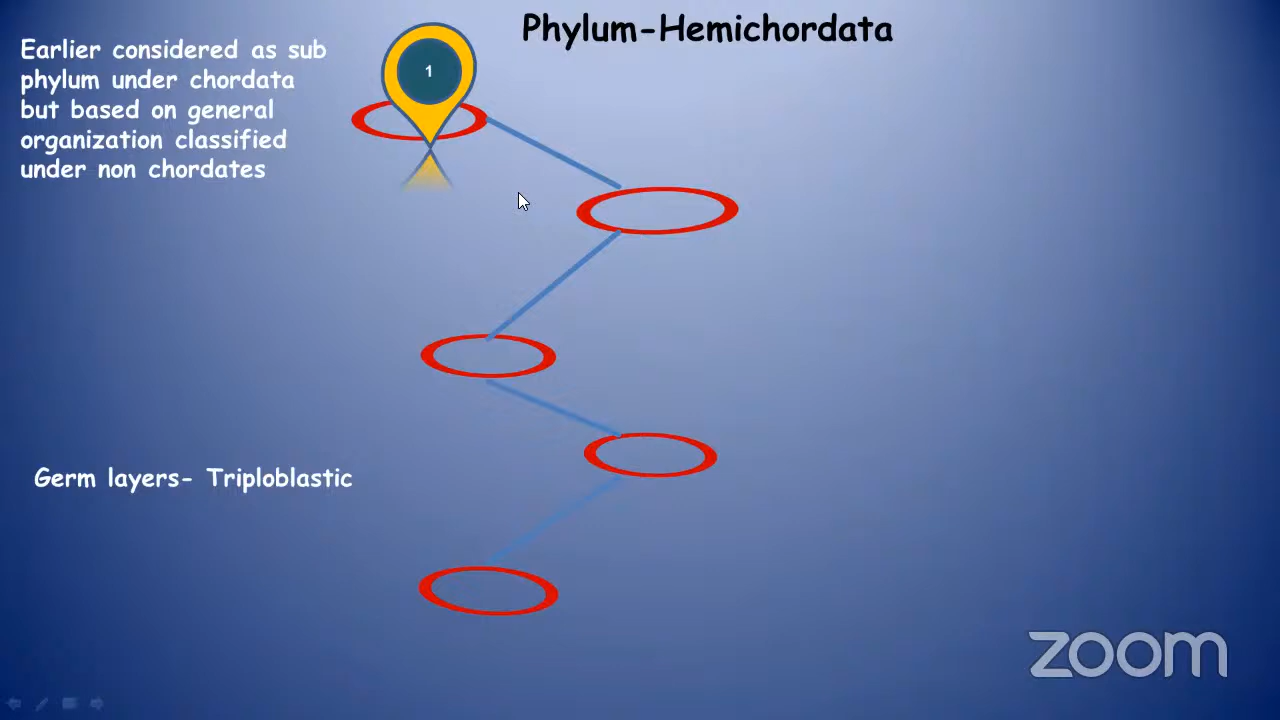 Phylum-Hemichordata
Earlier considered as sub
phylum under chordata
but based on general
organization classified
under non chordates
1
Germ layers- Triploblastic
zoom